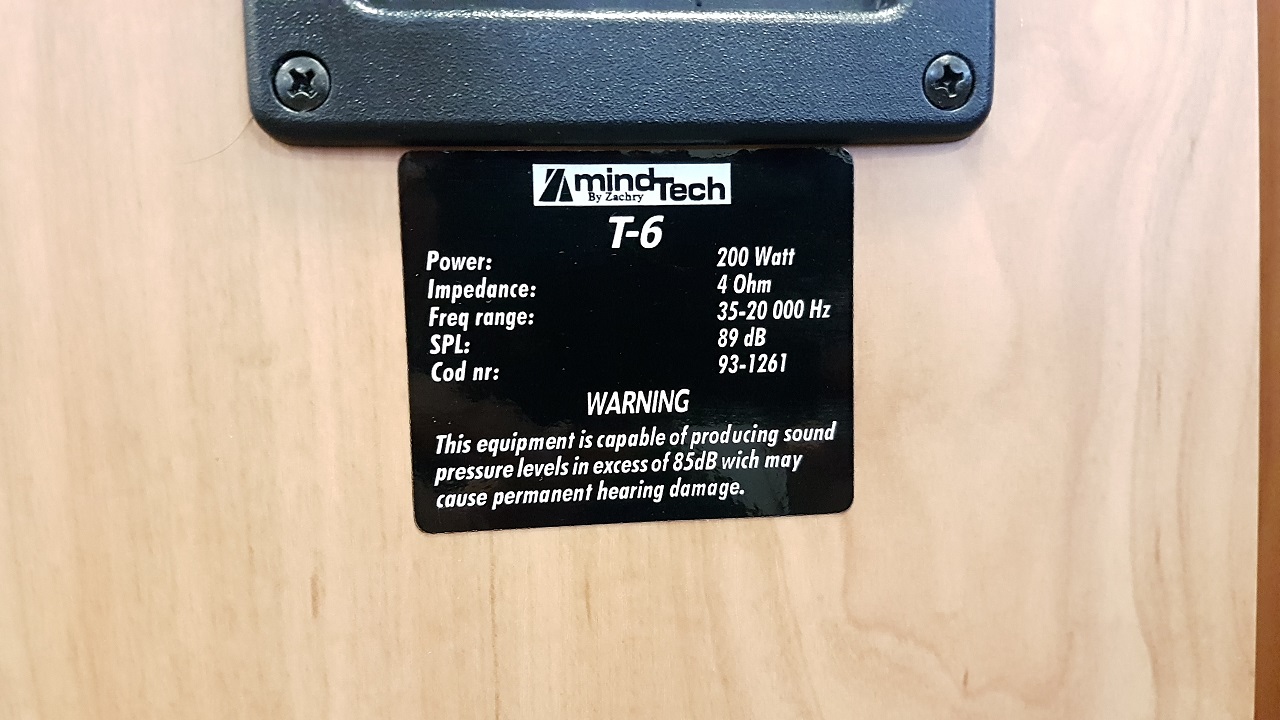 mindTech
By Zachry
T-6
Power: 200 Watt
Impedance: 4 Ohm
Freq range: 35-20 000 Hz
SPL: 89 dB
Cod nr: 93-1261
WARNING
This equipment is capable of producing sound
pressure levels in excess of 85dB wich may
cause permanent hearing damage.